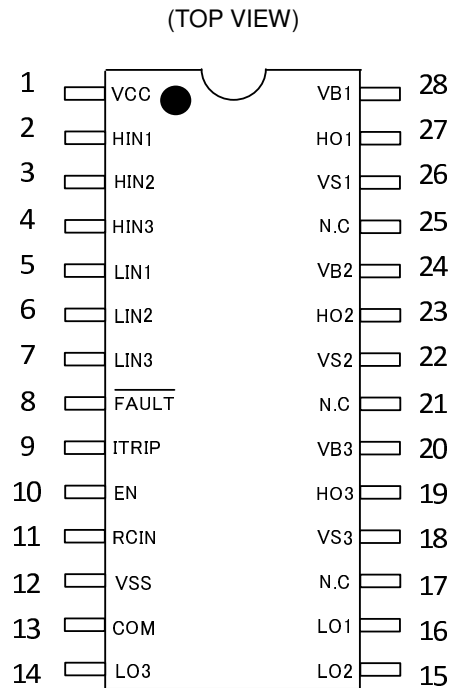 (TOP VIEW)
1 VCC VB1 28
2 HIN1 HO1 27
3 HIN2 VS1 26
4 HIN3 N.C 25
5 LIN1 VB2 24
6 LIN2 HO2 23
7 LIN3 VS2 22
8 FAULT N.C 21
9 ITRIP VB3 20
10 EN HO3 19
11 RCIN VS3 18
12 VSS N.C 17
13 COM LO1 16
14 LO3 LO2 15